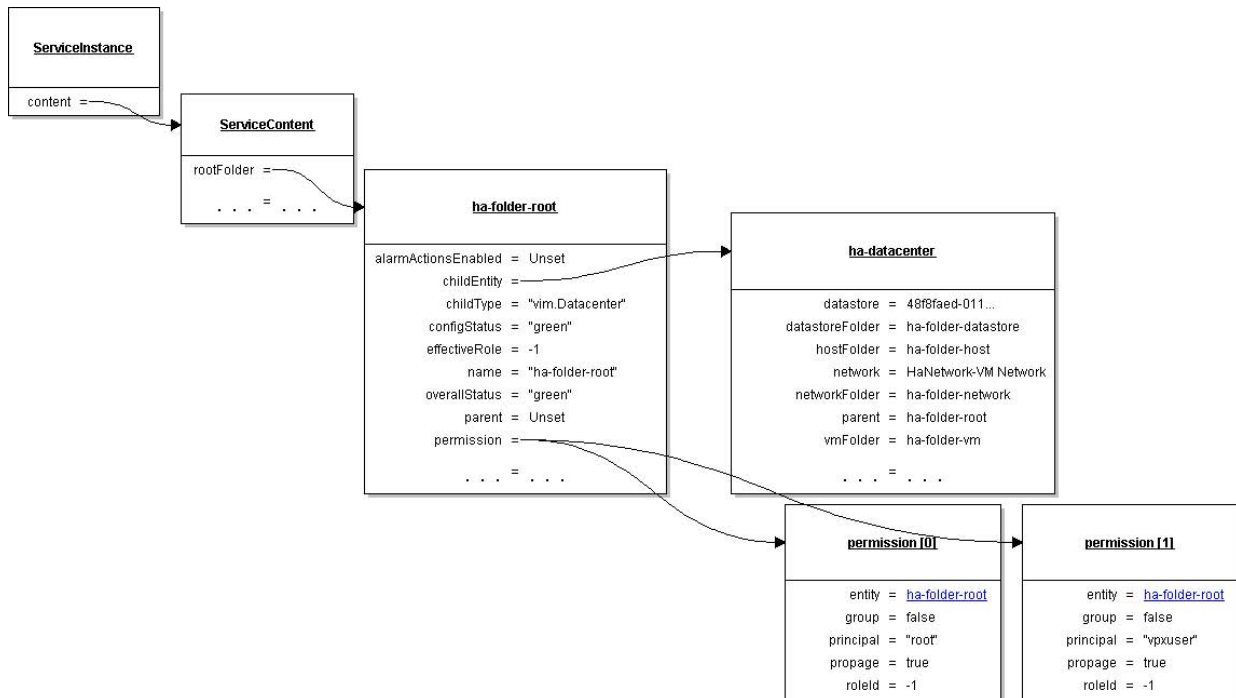 ServiceInstance
content =
ServiceContent
rootFolder =
. . . = . . .
ha-folder-root
alarmActionsEnabled = Unset
childEntity =
childType = "vim.Datacenter"
configStatus = "green"
effectiveRole = -1
name = "ha-folder-root"
overallStatus = "green"
parent = Unset
permission =
. . . = . . .
ha-datacenter
datastore = 48f8faed-011...
datastoreFolder = ha-folder-datastore
hostFolder = ha-folder-host
network = HaNetwork-VM Network
networkFolder = ha-folder-network
parent = ha-folder-root
vmFolder = ha-folder-vm
. . . = . . .
permission [0]
entity = ha-folder-root
group = false
principal = "root"
propage = true
roleId = -1
permission [1]
entity = ha-folder-root
group = false
principal = "vpxuser"
propage = true
roleId = -1